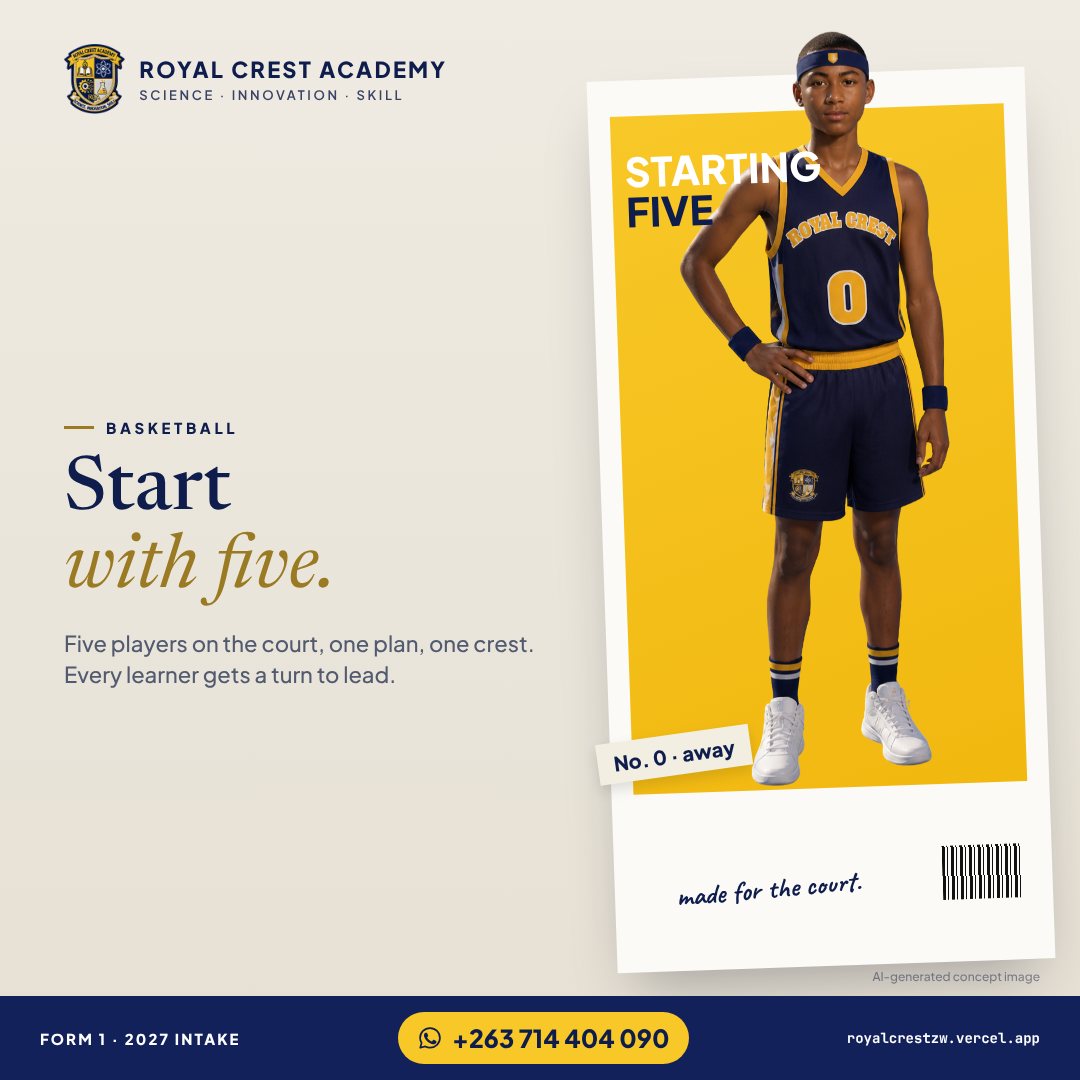 ROYAL CREST ACADEMY
SCIENCE · INNOVATION · SKILL
BASKETBALL
Start
with five.
Five players on the court, one plan, one crest.
Every learner gets a turn to lead.
STARTING
FIVE
ROYAL CREST
0
No. 0 · away
made for the court.
AI-generated concept image
FORM 1 · 2027 INTAKE
+263 714 404 090
royalcrestzw.vercel.app